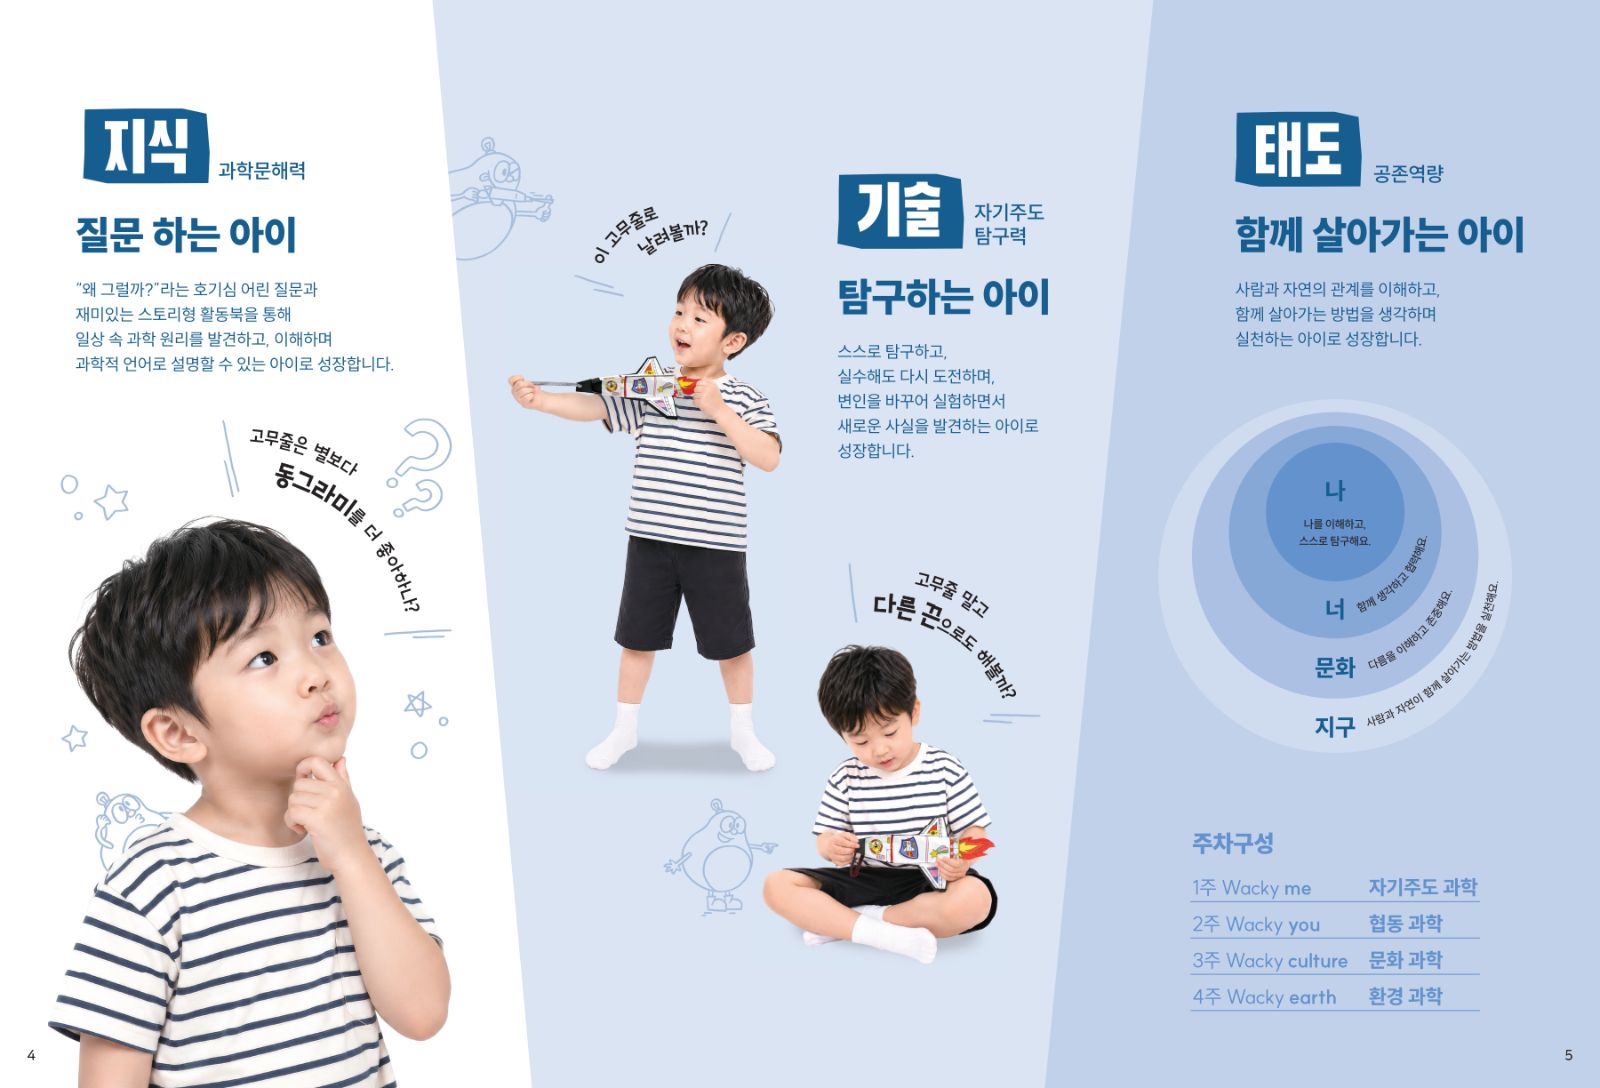 지식 과학문해력
질문 하는 아이
“왜 그럴까?”라는 호기심 어린 질문과
재미있는 스토리형 활동북을 통해
일상 속 과학 원리를 발견하고, 이해하며
과학적 언어로 설명할 수 있는 아이로 성장합니다.
고무줄은 별보다
동그라미를 더 좋아하나?
이 고무줄로
날려볼까?
기술 자기주도
탐구력
탐구하는 아이
스스로 탐구하고,
실수해도 다시 도전하며,
변인을 바꾸어 실험하면서
새로운 사실을 발견하는 아이로
성장합니다.
고무줄 말고
다른 끈으로도 해볼까?
태도 공존역량
함께 살아가는 아이
사람과 자연의 관계를 이해하고,
함께 살아가는 방법을 생각하며
실천하는 아이로 성장합니다.
나
나를 이해하고,
스스로 탐구해요.
너 함께 생각하고 협력해요.
문화 다름을 이해하고 존중해요.
지구 사람과 자연이 함께 살아가는 방법을 실천해요.
주차구성
1주 Wacky me 자기주도 과학
2주 Wacky you 협동 과학
3주 Wacky culture 문화 과학
4주 Wacky earth 환경 과학
4
5